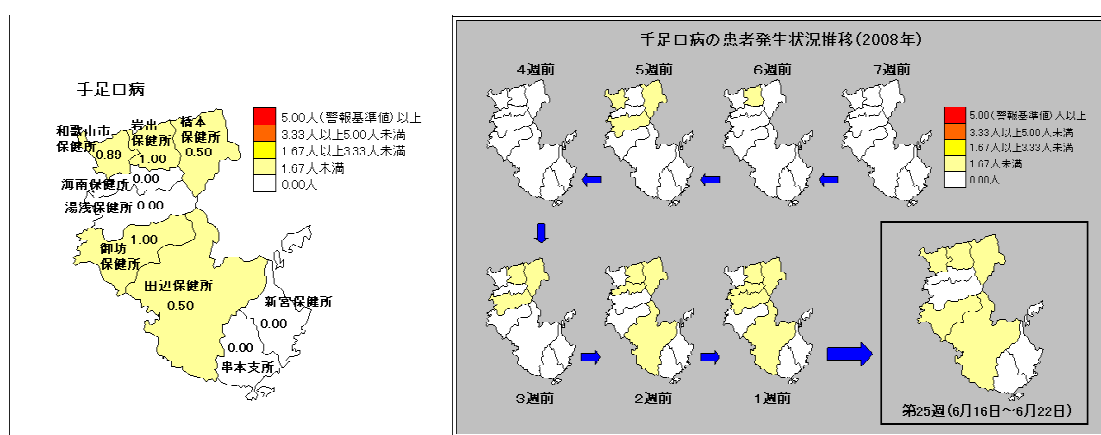 手足口病
和歌山市
保健所
0.89
岩出
保健所
1.00
橋本
保健所
0.50
5.00人(警報基準値)以上
3.33人以上5.00人未満
1.67人以上3.33人未満
1.67人未満
0.00人
海南保健所
0.00
湯浅保健所
0.00
御坊
保健所
1.00
田辺保健所
0.50
新宮保健所
0.00
0.00
串本支所
手足口病の患者発生状況推移(2008年)
4週前
5週前
6週前
7週前
5.00(警報基準値)人以上
3.33人以上5.00人未満
1.67人以上3.33人未満
1.67人未満
0.00人
3週前
2週前
1週前
第25週(6月16日~6月22日)